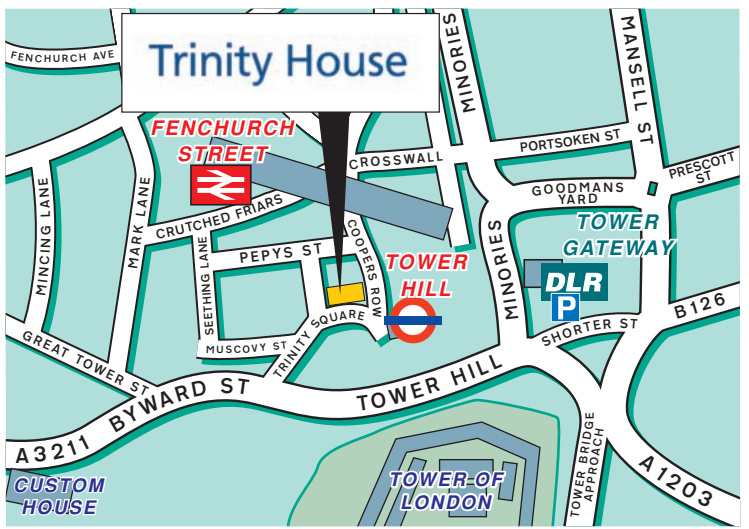 Trinity House
FENCHURCH AVE
MINORIES
MANSELL ST
FENCHURCH
STREET
CROSSWALL
PORTSOKEN ST
PRESCOTT
ST
GOODMANS
YARD
MINCING LANE
MARK LANE
CRUTCHED FRIARS
SEETHING LANE
PEPYS ST
COOPERS ROW
TOWER
HILL
MINORIES
TOWER
GATEWAY
DLR
P
B126
SHORTER ST
TRINITY SQUARE
MUSCOVY ST
GREAT TOWER ST
A3211 BYWARD ST
TOWER HILL
TOWER BRIDGE
APPROACH
A1203
CUSTOM
HOUSE
TOWER OF
LONDON